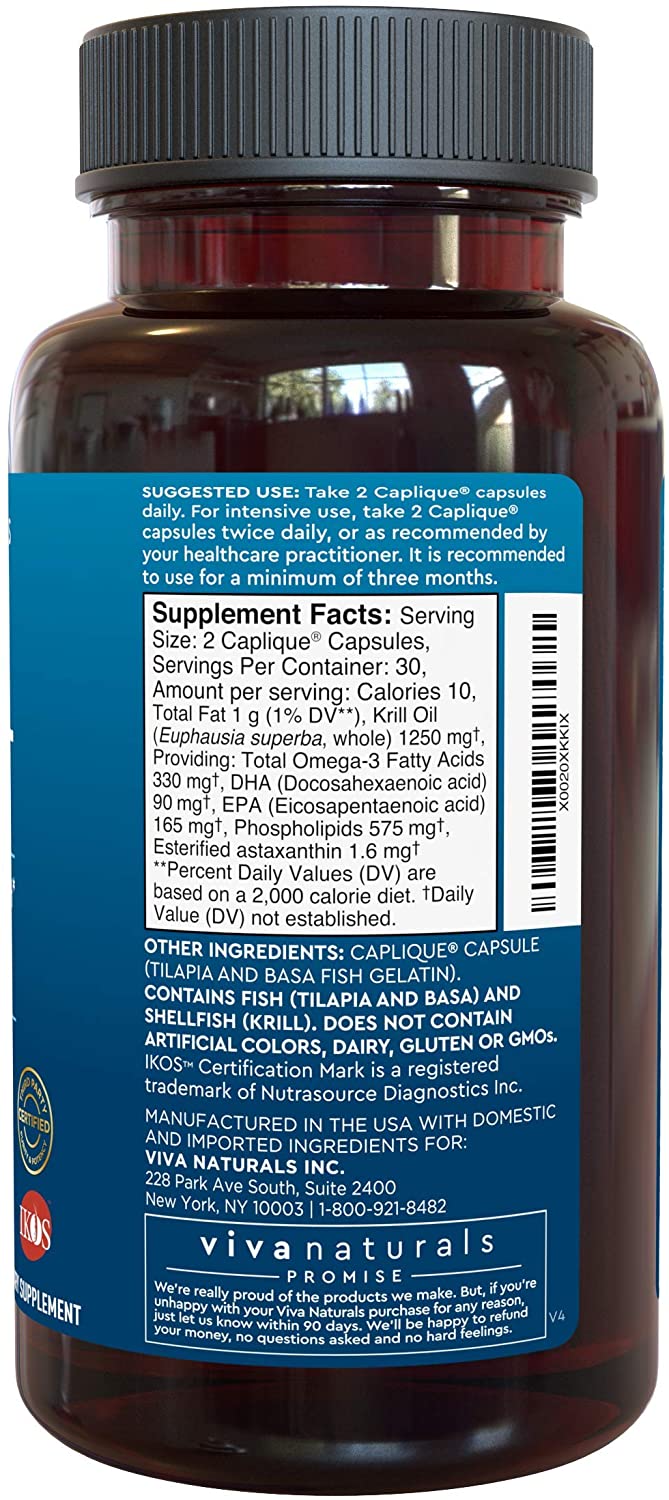 S
SUGGESTED USE: Take 2 Caplique® capsules
daily. For intensive use, take 2 Caplique®
capsules twice daily, or as recommended by
your healthcare practitioner. It is recommended
to use for a minimum of three months.
Supplement Facts: Serving
Size: 2 Caplique® Capsules,
Servings Per Container: 30,
Amount per serving: Calories 10,
Total Fat 1 g (1% DV**), Krill Oil
(Euphausia superba, whole) 1250 mg†,
Providing: Total Omega-3 Fatty Acids
330 mg†, DHA (Docosahexaenoic acid)
90 mg†, EPA (Eicosapentaenoic acid)
165 mg†, Phospholipids 575 mg†,
Esterified astaxanthin 1.6 mg†
**Percent Daily Values (DV) are
based on a 2,000 calorie diet. †Daily
Value (DV) not established.
X0020XKKIX
OTHER INGREDIENTS: CAPLIQUE® CAPSULE
(TILAPIA AND BASA FISH GELATIN).
CONTAINS FISH (TILAPIA AND BASA) AND
SHELLFISH (KRILL). DOES NOT CONTAIN
ARTIFICIAL COLORS, DAIRY, GLUTEN OR GMOs.
IKOS™ Certification Mark is a registered
trademark of Nutrasource Diagnostics Inc.
MANUFACTURED IN THE USA WITH DOMESTIC
AND IMPORTED INGREDIENTS FOR:
VIVA NATURALS INC.
228 Park Ave South, Suite 2400
New York, NY 10003 | 1-800-921-8482
vivanaturals
PROMISE
We're really proud of the products we make. But, if you're
unhappy with your Viva Naturals purchase for any reason,
just let us know within 90 days. We'll be happy to refund
your money, no questions asked and no hard feelings.
V4
THIRD PARTY
CERTIFIED
PURITY & POTENCY
IKOS
SUPPLEMENT